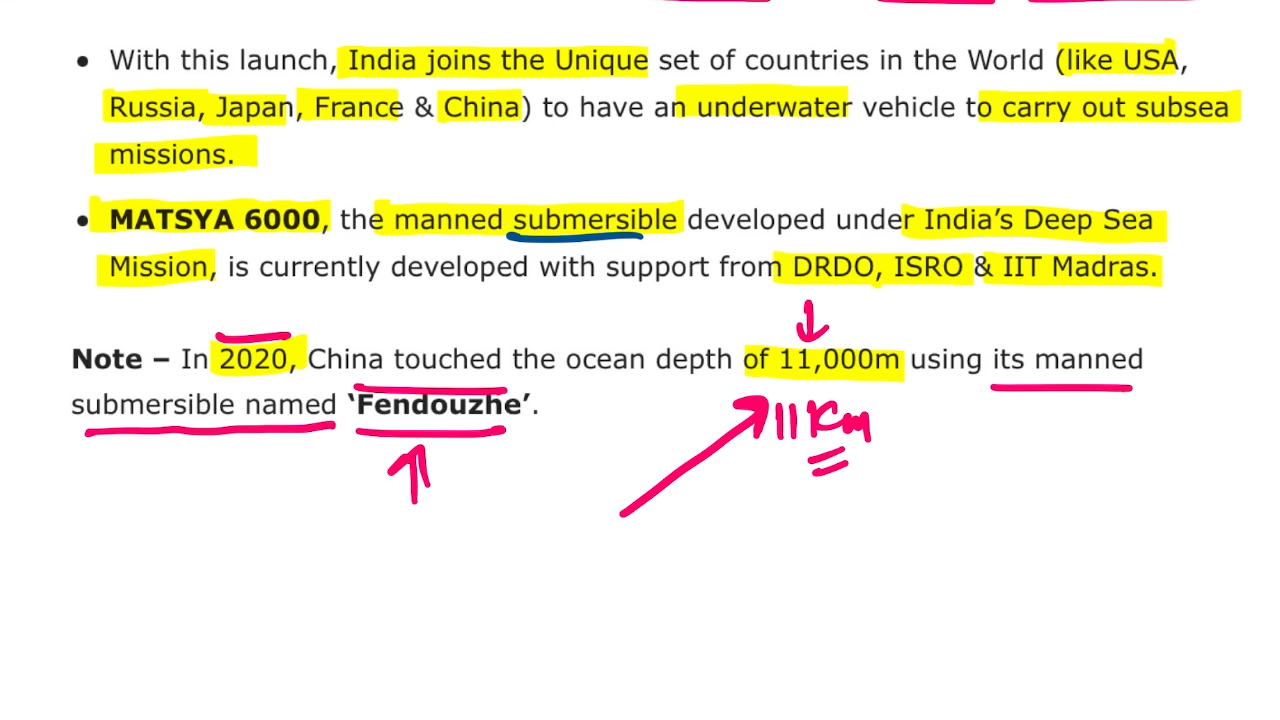 • With this launch, India joins the Unique set of countries in the World (like USA,
Russia, Japan, France & China) to have an underwater vehicle to carry out subsea
missions.
• MATSYA 6000, the manned submersible developed under India’s Deep Sea
Mission, is currently developed with support from DRDO, ISRO & IIT Madras.
Note – In 2020, China touched the ocean depth of 11,000m using its manned
submersible named ‘Fendouzhe’.
11 Km